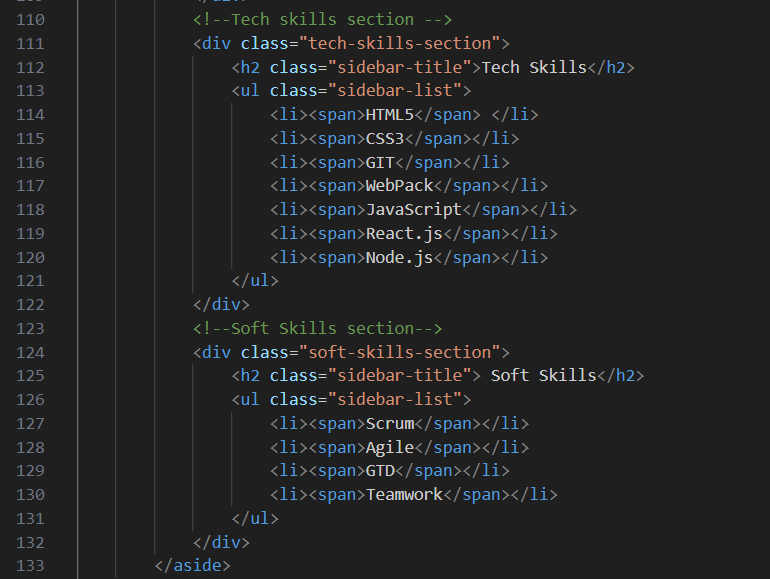 110 <!--Tech skills section -->
111 <div class="tech-skills-section">
112 <h2 class="sidebar-title">Tech Skills</h2>
113 <ul class="sidebar-list">
114 <li><span>HTML5</span> </li>
115 <li><span>CSS3</span></li>
116 <li><span>GIT</span></li>
117 <li><span>WebPack</span></li>
118 <li><span>JavaScript</span></li>
119 <li><span>React.js</span></li>
120 <li><span>Node.js</span></li>
121 </ul>
122 </div>
123 <!--Soft Skills section-->
124 <div class="soft-skills-section">
125 <h2 class="sidebar-title"> Soft Skills</h2>
126 <ul class="sidebar-list">
127 <li><span>Scrum</span></li>
128 <li><span>Agile</span></li>
129 <li><span>GTD</span></li>
130 <li><span>Teamwork</span></li>
131 </ul>
132 </div>
133 </aside>